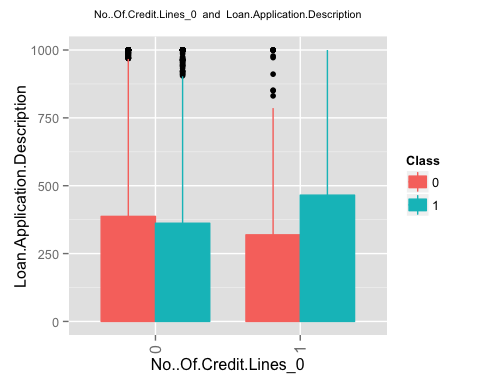 No..Of.Credit.Lines_0 and Loan.Application.Description
1000
750
500
250
0
Loan.Application.Description
0
1
No..Of.Credit.Lines_0
Class
0
1